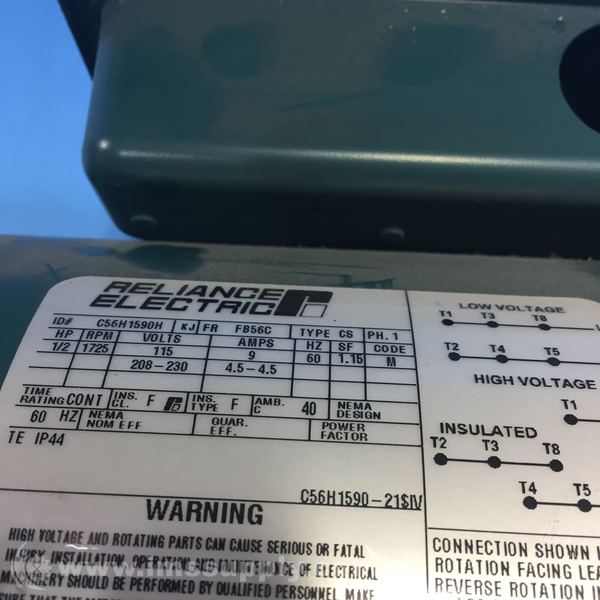 RELIANCE
ELECTRIC
ID# C56H1590H KJ FR FB56C TYPE CS PH. 1
HP RPM VOLTS AMPS HZ SF CODE
1/2 1725 115 9 60 1.15 M
208-230 4.5-4.5
TIME RATING CONT INS. CL. F INS. TYPE F AMB. C 40 NEMA DESIGN
60 HZ NEMA NOM EFF GUAR. EFF. POWER FACTOR
TE IP44
C56H1590-21$IV
WARNING
HIGH VOLTAGE AND ROTATING PARTS CAN CAUSE SERIOUS OR FATAL
INJURY. INSTALLATION, OPERATION AND MAINTENANCE OF ELECTRICAL
MACHINERY SHOULD BE PERFORMED BY QUALIFIED PERSONNEL. MAKE
LOW VOLTAGE
T1 T3 T8
T2 T4 T5
HIGH VOLTAGE
T1
INSULATED
T2 T3 T8
T4 T5
CONNECTION SHOWN
ROTATION FACING
REVERSE ROTATION